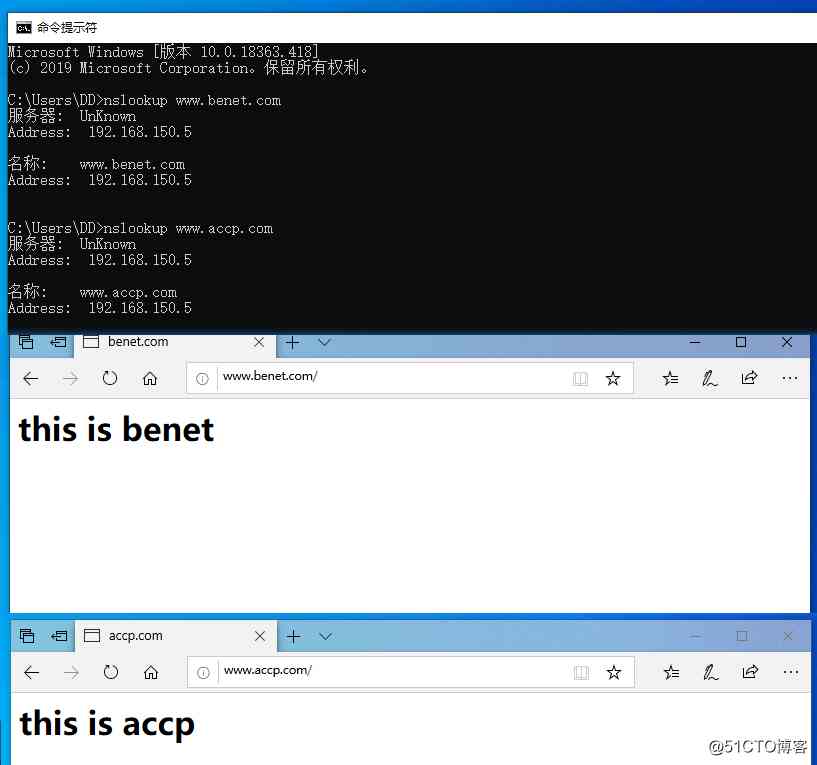 命令提示符
Microsoft Windows [版本 10.0.18363.418]
(c) 2019 Microsoft Corporation。保留所有权利。
C:\Users\DD>nslookup www.benet.com
服务器:  UnKnown
Address:  192.168.150.5
名称:    www.benet.com
Address:  192.168.150.5
C:\Users\DD>nslookup www.accp.com
服务器:  UnKnown
Address:  192.168.150.5
名称:    www.accp.com
Address:  192.168.150.5
benet.com
www.benet.com/
this is benet
accp.com
www.accp.com/
this is accp
@51CTO博客